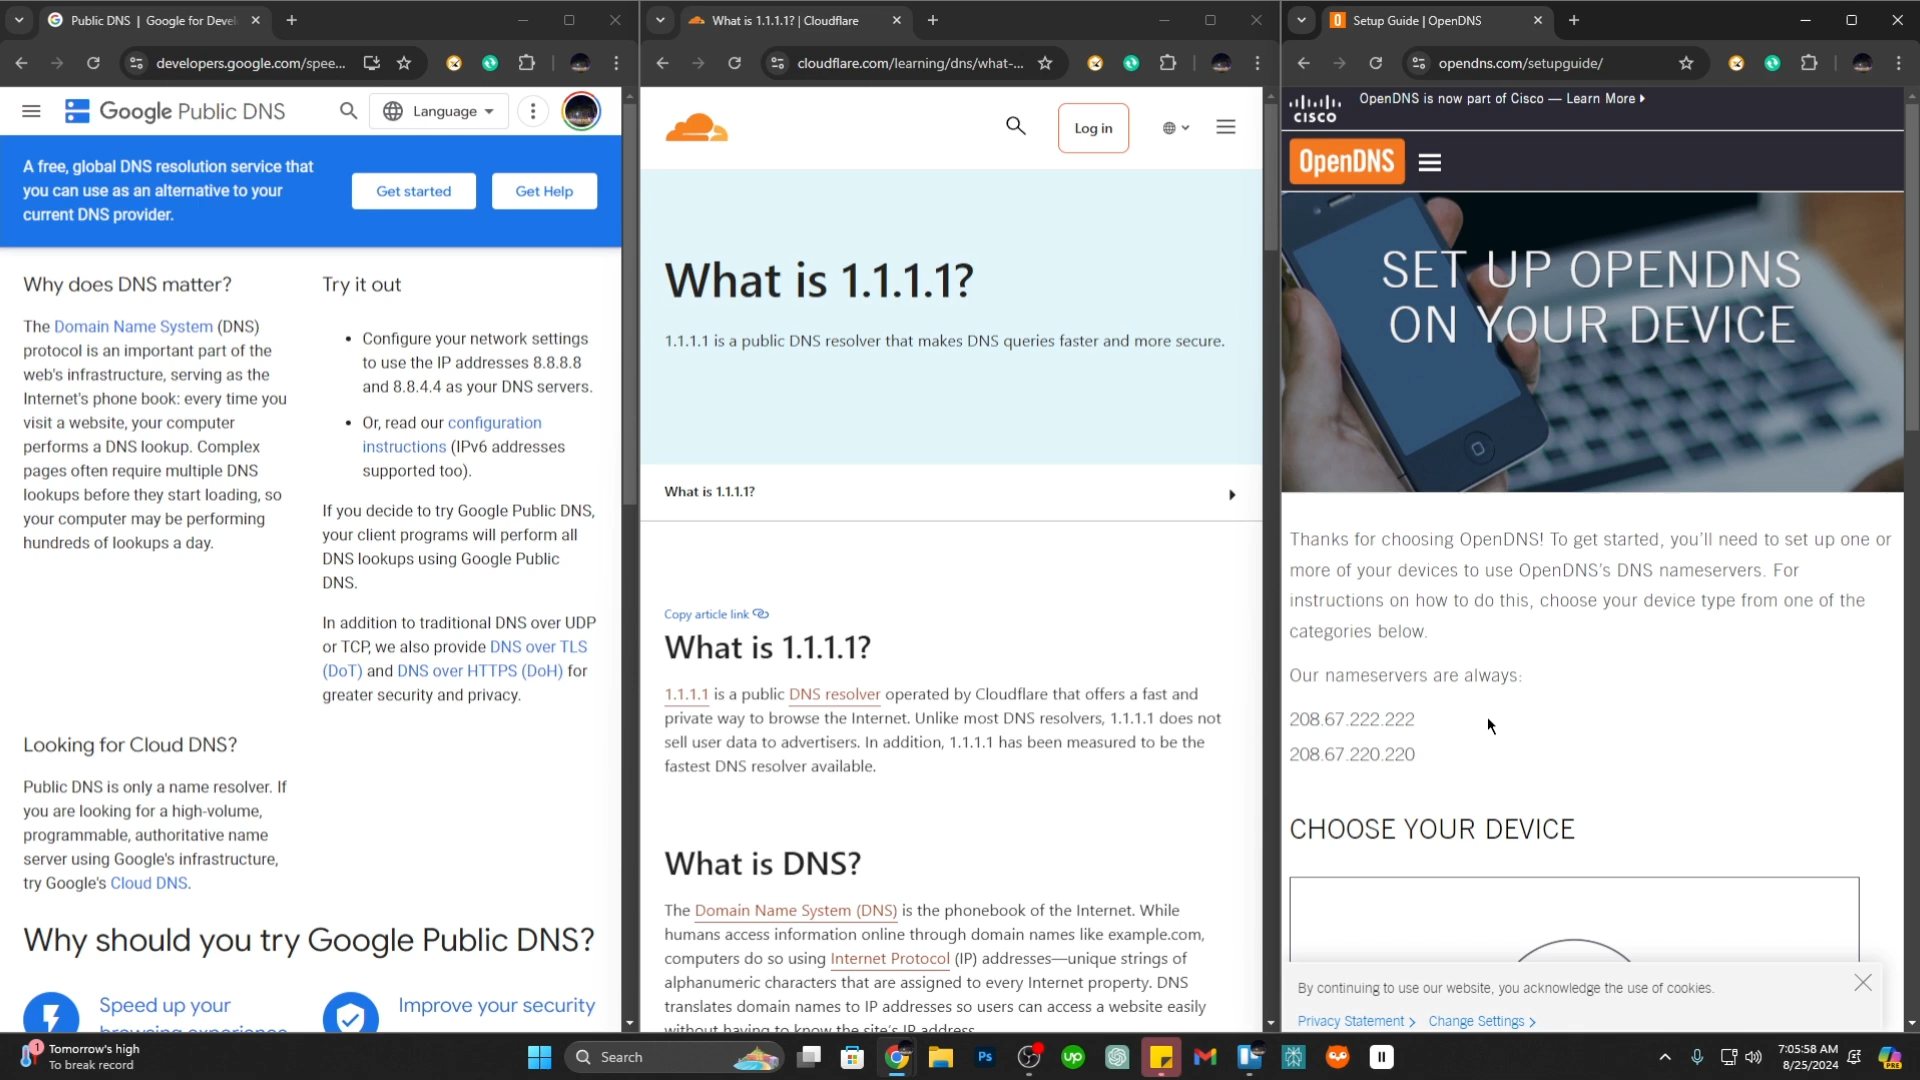 Public DNS | Google for Devel
developers.google.com/spee...
Google Public DNS
Language
A free, global DNS resolution service that
you can use as an alternative to your
current DNS provider.
Get started
Get Help
Why does DNS matter?
The Domain Name System (DNS)
protocol is an important part of the
web's infrastructure, serving as the
Internet's phone book: every time you
visit a website, your computer
performs a DNS lookup. Complex
pages often require multiple DNS
lookups before they start loading, so
your computer may be performing
hundreds of lookups a day.
Try it out
• Configure your network settings
to use the IP addresses 8.8.8.8
and 8.8.4.4 as your DNS servers.
• Or, read our configuration
instructions (IPv6 addresses
supported too).
If you decide to try Google Public DNS,
your client programs will perform all
DNS lookups using Google Public
DNS.
In addition to traditional DNS over UDP
or TCP, we also provide DNS over TLS
(DoT) and DNS over HTTPS (DoH) for
greater security and privacy.
Looking for Cloud DNS?
Public DNS is only a name resolver. If
you are looking for a high-volume,
programmable, authoritative name
server using Google's infrastructure,
try Google's Cloud DNS.
Why should you try Google Public DNS?
Speed up your
browsing experience
Improve your security
What is 1.1.1.1? | Cloudflare
cloudflare.com/learning/dns/what-...
Log in
What is 1.1.1.1?
1.1.1.1 is a public DNS resolver that makes DNS queries faster and more secure.
What is 1.1.1.1?
Copy article link
What is 1.1.1.1?
1.1.1.1 is a public DNS resolver operated by Cloudflare that offers a fast and
private way to browse the Internet. Unlike most DNS resolvers, 1.1.1.1 does not
sell user data to advertisers. In addition, 1.1.1.1 has been measured to be the
fastest DNS resolver available.
What is DNS?
The Domain Name System (DNS) is the phonebook of the Internet. While
humans access information online through domain names like example.com,
computers do so using Internet Protocol (IP) addresses—unique strings of
alphanumeric characters that are assigned to every Internet property. DNS
translates domain names to IP addresses so users can access a website easily
without having to know the site's IP address.
Setup Guide | OpenDNS
opendns.com/setupguide/
CISCO
OpenDNS is now part of Cisco — Learn More
OpenDNS
SET UP OPENDNS
ON YOUR DEVICE
Thanks for choosing OpenDNS! To get started, you'll need to set up one or
more of your devices to use OpenDNS's DNS nameservers. For
instructions on how to do this, choose your device type from one of the
categories below.
Our nameservers are always:
208.67.222.222
208.67.220.220
CHOOSE YOUR DEVICE
By continuing to use our website, you acknowledge the use of cookies.
Privacy Statement > Change Settings >
1
Tomorrow's high
To break record
Search
Ps
up
7:05:58 AM
8/25/2024
PRE